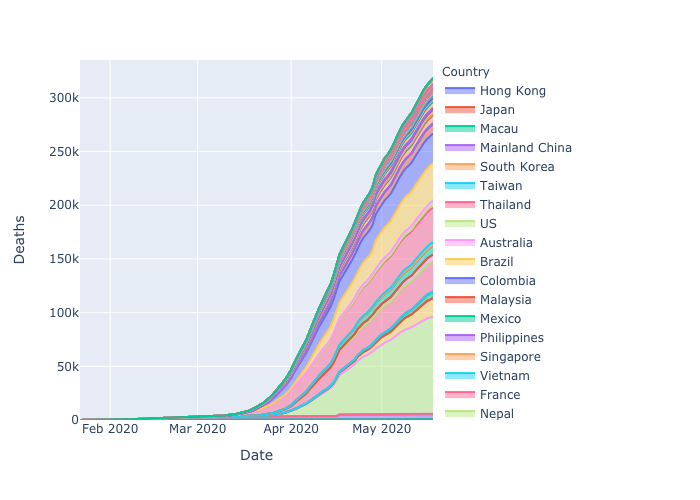 Country
Hong Kong
Japan
Macau
Mainland China
South Korea
Taiwan
Thailand
US
Australia
Brazil
Colombia
Malaysia
Mexico
Philippines
Singapore
Vietnam
France
Nepal
300k
250k
200k
150k
100k
50k
0
Deaths
Feb 2020
Mar 2020
Apr 2020
May 2020
Date